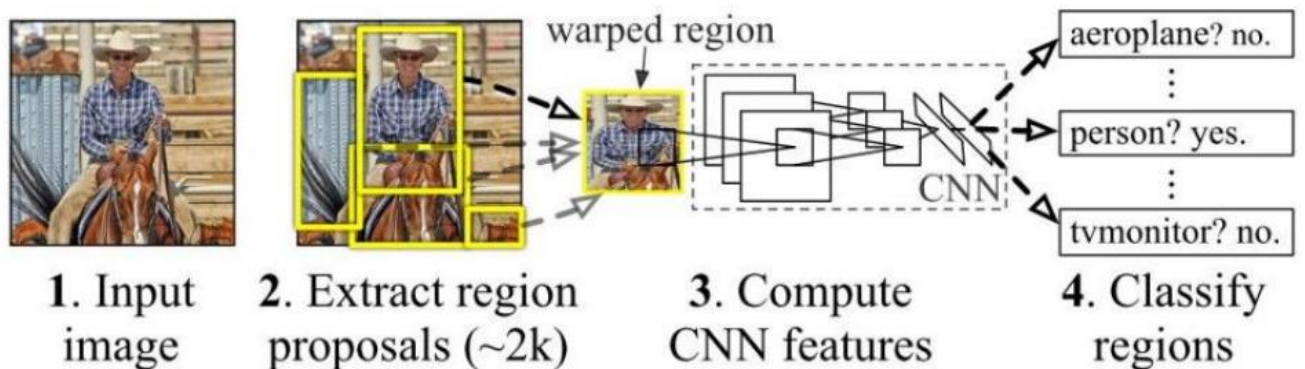 warped region
aeroplane? no.
person? yes.
CNN
tvmonitor? no.
1. Input
image
2. Extract region
proposals (~2k)
3. Compute
CNN features
4. Classify
regions